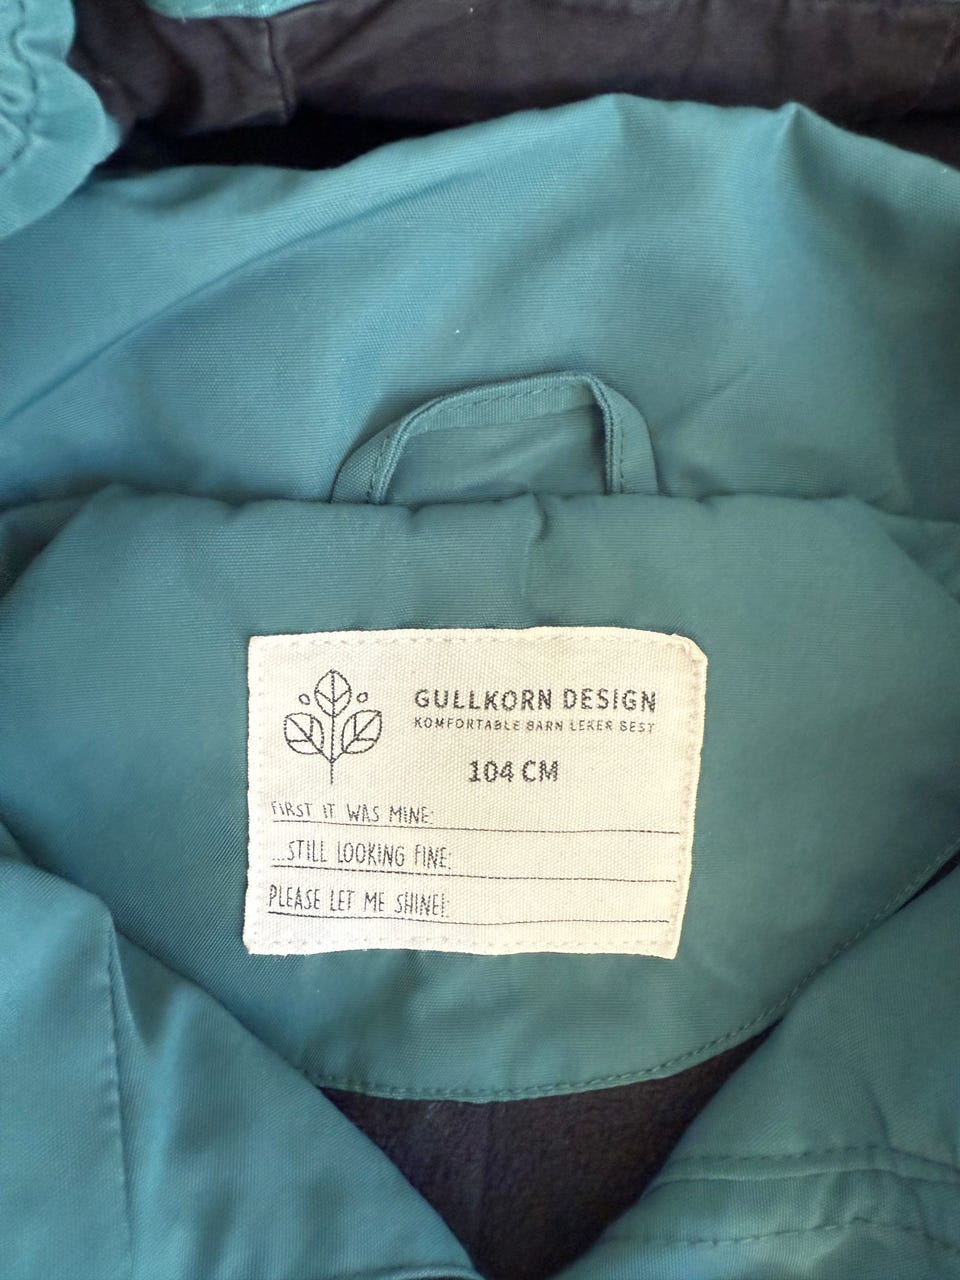 GULLKORN DESIGN
KOMFORTABLE BARN LEKER BEST
104 CM
FIRST IT WAS MINE:
...STILL LOOKING FINE:
PLEASE LET ME SHINE!: